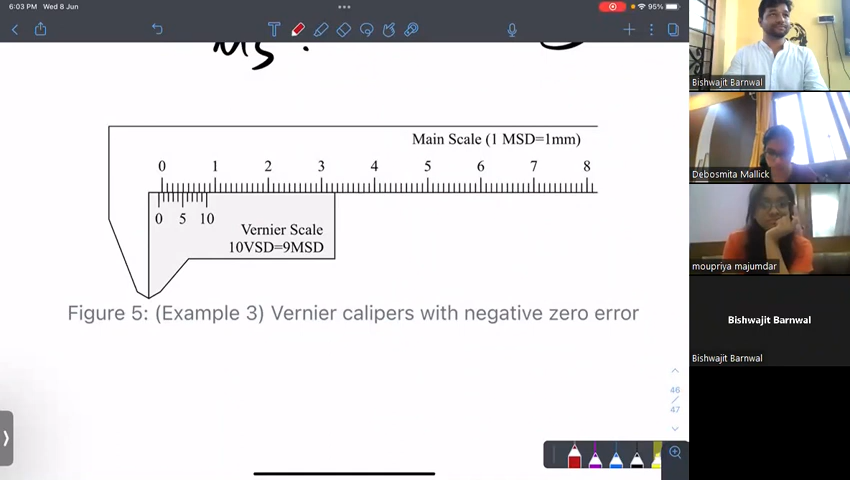 6:03 PM Wed 8 Jun
95%
Ms :
Main Scale (1 MSD=1mm)
0 1 2 3 4 5 6 7 8
0 5 10
Vernier Scale
10VSD=9MSD
Figure 5: (Example 3) Vernier calipers with negative zero error
46
/
47
Bishwajit Barnwal
Debosmita Mallick
moupriya majumdar
Bishwajit Barnwal
Bishwajit Barnwal